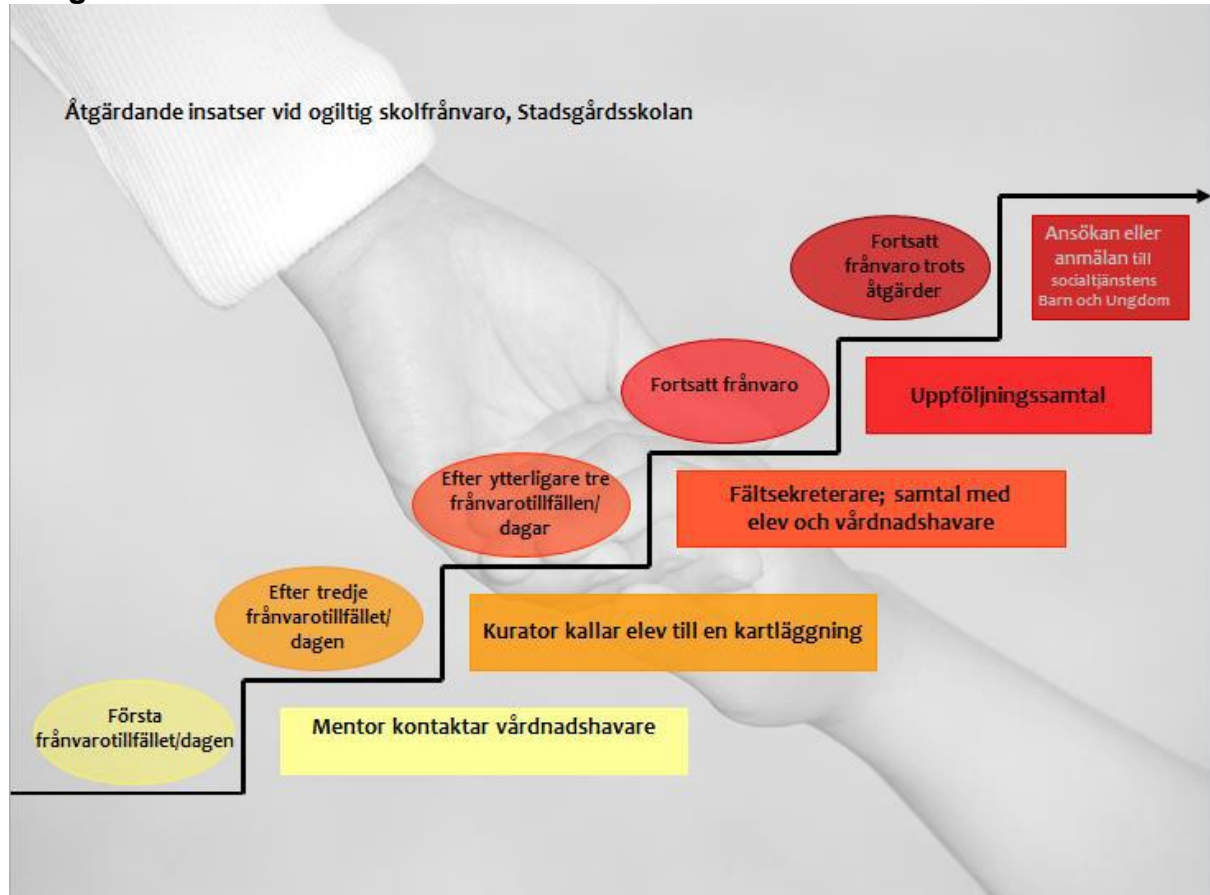 Åtgärdande insatser vid ogiltig skolfrånvaro, Stadsgårdsskolan
Första
frånvarotillfället/dagen
Mentor kontaktar vårdnadshavare
Efter tredje
frånvarotillfället/
dagen
Kurator kallar elev till en kartläggning
Efter ytterligare tre
frånvarotillfällen/
dagar
Fältsekreterare; samtal med
elev och vårdnadshavare
Fortsatt frånvaro
Uppföljningssamtal
Fortsatt
frånvaro trots
åtgärder
Ansökan eller
anmälan till
socialtjänstens
Barn och Ungdom